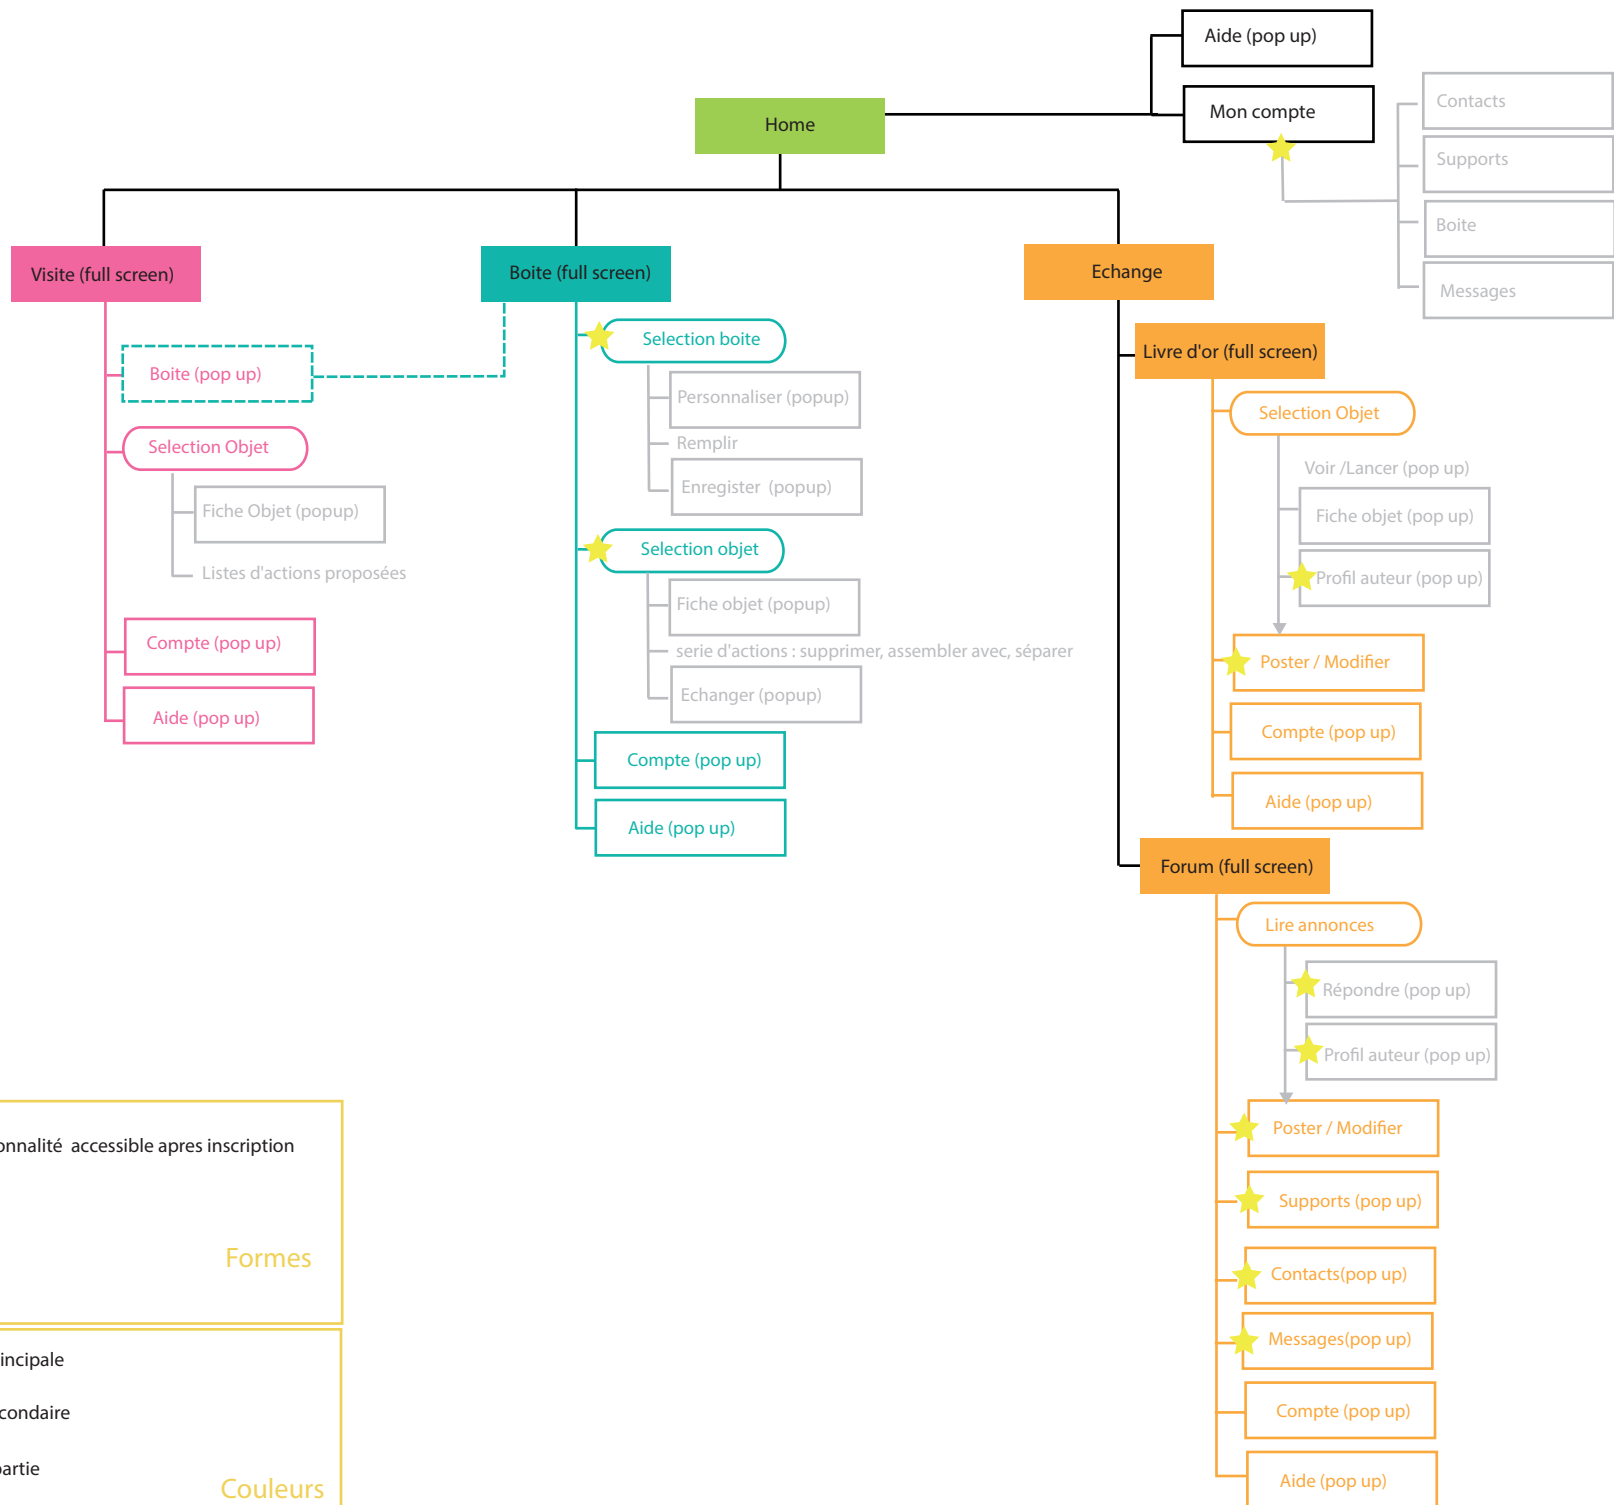 Aide (pop up)
Mon compte
Contacts
Supports
Boite
Messages
Home
Visite (full screen)
Boite (pop up)
Selection Objet
Fiche Objet (popup)
Listes d'actions proposées
Compte (pop up)
Aide (pop up)
Boite (full screen)
Selection boite
Personnaliser (popup)
Remplir
Enregister (popup)
Selection objet
Fiche objet (popup)
serie d'actions : supprimer, assembler avec, séparer
Echanger (popup)
Compte (pop up)
Aide (pop up)
Echange
Livre d'or (full screen)
Selection Objet
Voir /Lancer (pop up)
Fiche objet (pop up)
Profil auteur (pop up)
Poster / Modifier
Compte (pop up)
Aide (pop up)
Forum (full screen)
Lire annonces
Répondre (pop up)
Profil auteur (pop up)
Poster / Modifier
Supports (pop up)
Contacts(pop up)
Messages(pop up)
Compte (pop up)
Aide (pop up)
onnalité accessible apres inscription
Formes
incipale
condaire
partie
Couleurs